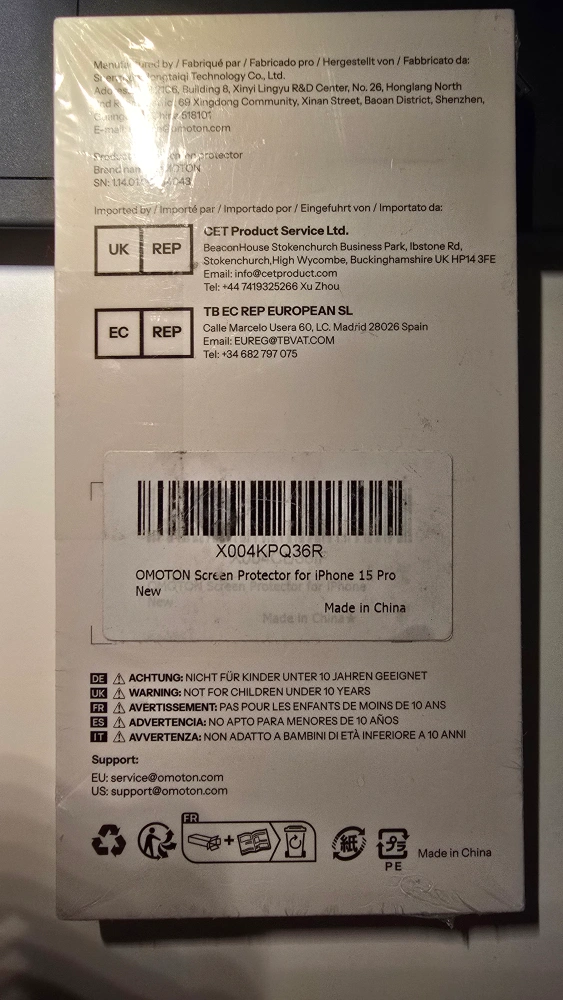 Manufactured by / Fabriqué par / Fabricado pro / Hergestellt von / Fabbricato da:
Technology Co., Ltd.
Building 8, Xinyi Lingyu R&D Center, No. 26, Honglang North
69 Xingdong Community, Xinan Street, Baoan District, Shenzhen,
China 518101
protector
SN:
Imported by / Importé par / Importado por / Eingefuhrt von / Importato da:
UK REP
CET Product Service Ltd.
BeaconHouse Stokenchurch Business Park, Ibstone Rd,
Stokenchurch,High Wycombe, Buckinghamshire UK HP14 3FE
Email: info@cetproduct.com
Tel: +44 7419325266 Xu Zhou
EC REP
TB EC REP EUROPEAN SL
Calle Marcelo Usera 60, LC. Madrid 28026 Spain
Email: EUREG@TBVAT.COM
Tel: +34 682 797 075
X004KPQ36R
OMOTON Screen Protector for iPhone 15 Pro
New
Made in China
DE ACHTUNG: NICHT FÜR KINDER UNTER 10 JAHREN GEEIGNET
UK WARNING: NOT FOR CHILDREN UNDER 10 YEARS
FR AVERTISSEMENT: PAS POUR LES ENFANTS DE MOINS DE 10 ANS
ES ADVERTENCIA: NO APTO PARA MENORES DE 10 AÑOS
IT AVVERTENZA: NON ADATTO A BAMBINI DI ETÀ INFERIORE A 10 ANNI
Support:
EU: service@omoton.com
US: support@omoton.com
FR
紙
プラ
PE
Made in China